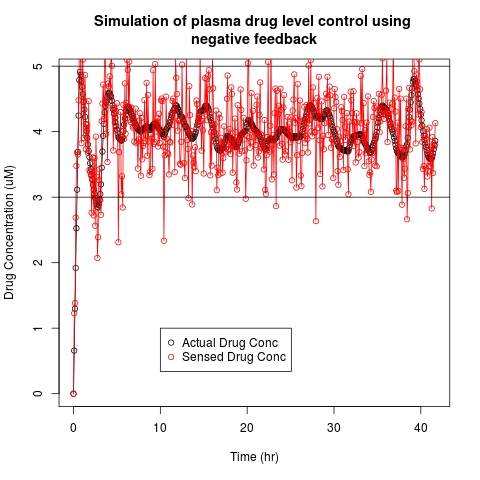 Simulation of plasma drug level control using
negative feedback
Drug Concentration (uM)
5
4
3
2
1
0
Actual Drug Conc
Sensed Drug Conc
0 10 20 30 40
Time (hr)